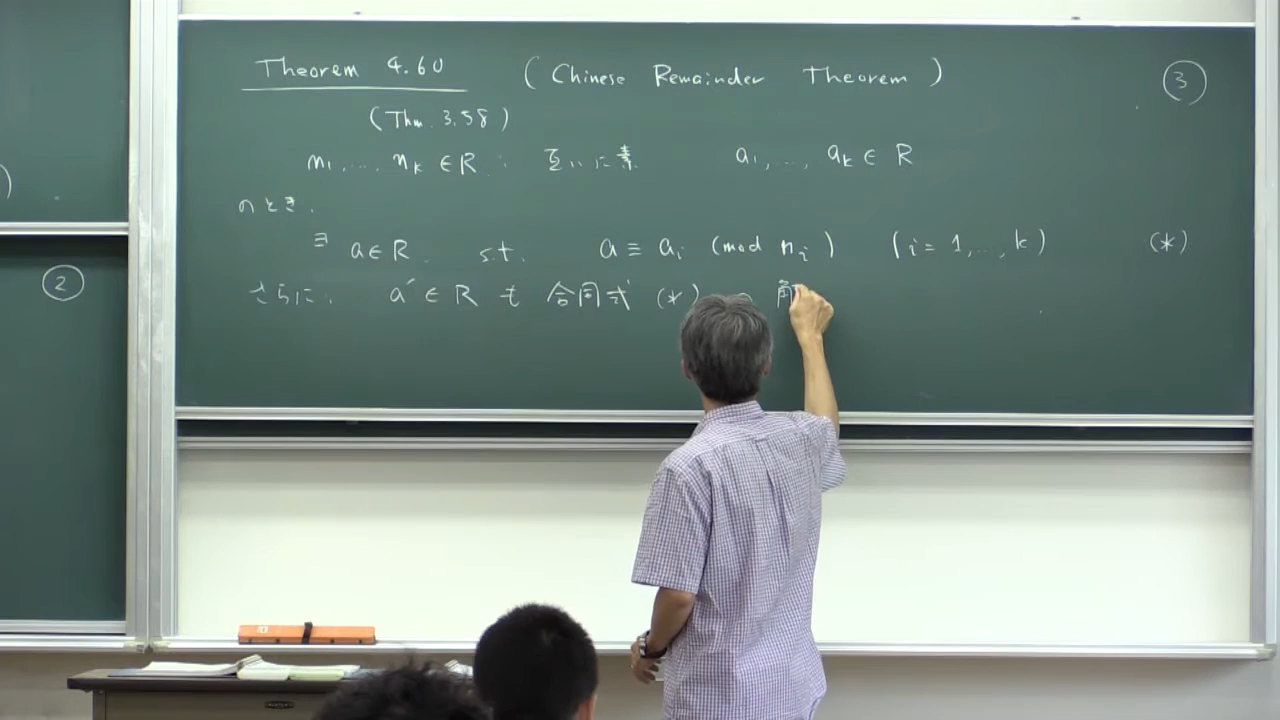 Theorem 4.60 (Chinese Remainder Theorem) ③
(Thm. 3.58)
n₁, ..., nₖ ∈ R : 互いに素 a₁, ..., aₖ ∈ R
のとき.
∃ a ∈ R s.t. a ≡ aᵢ (mod nᵢ) (i = 1, ..., k) (*)
さらに. a' ∈ R も 合同式 (*) の
②